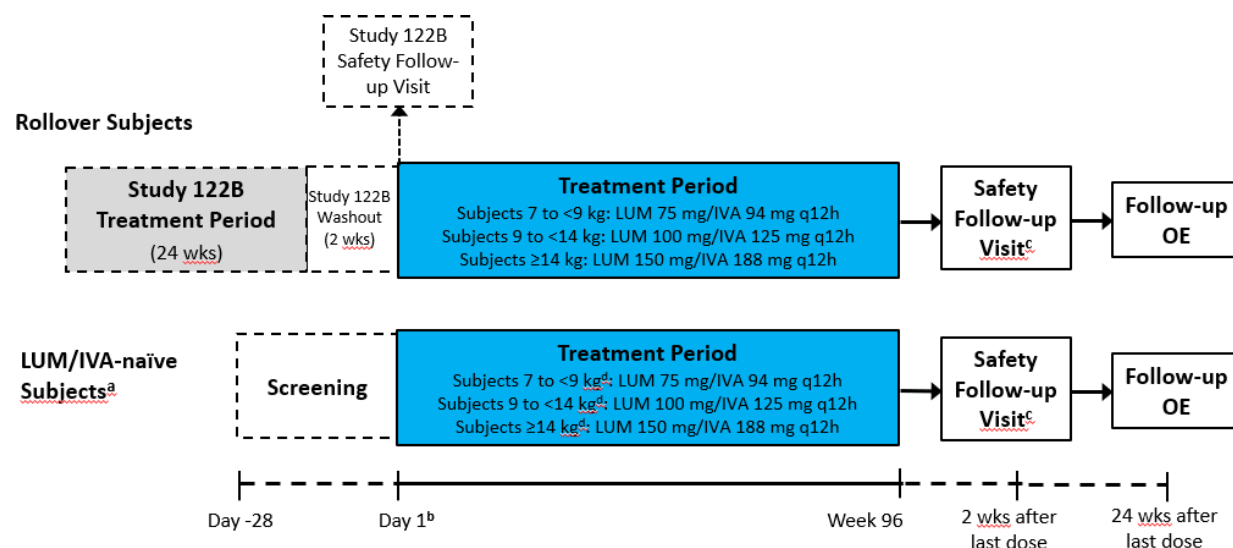 Study 122B
Safety Follow-
up Visit
Rollover Subjects
Study 122B
Treatment Period
(24 wks)
Study 122B
Washout
(2 wks)
Treatment Period
Subjects 7 to <9 kg: LUM 75 mg/IVA 94 mg q12h
Subjects 9 to <14 kg: LUM 100 mg/IVA 125 mg q12h
Subjects ≥14 kg: LUM 150 mg/IVA 188 mg q12h
Safety
Follow-up
Visitᶜ
Follow-up
OE
LUM/IVA-naïve
Subjectsᵃ
Screening
Treatment Period
Subjects 7 to <9 kgᵈ: LUM 75 mg/IVA 94 mg q12h
Subjects 9 to <14 kgᵈ: LUM 100 mg/IVA 125 mg q12h
Subjects ≥14 kgᵈ: LUM 150 mg/IVA 188 mg q12h
Safety
Follow-up
Visitᶜ
Follow-up
OE
Day -28
Day 1ᵇ
Week 96
2 wks after
last dose
24 wks after
last dose